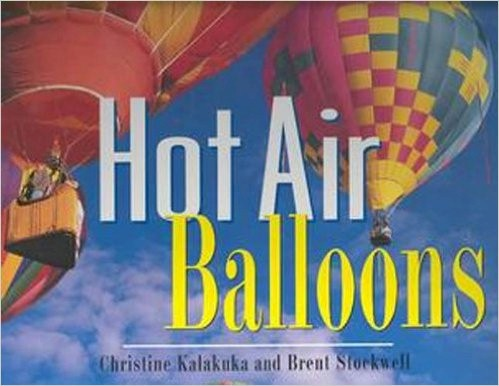 Hot Air
Balloons
Christine Kalakuka and Brent Stockwell